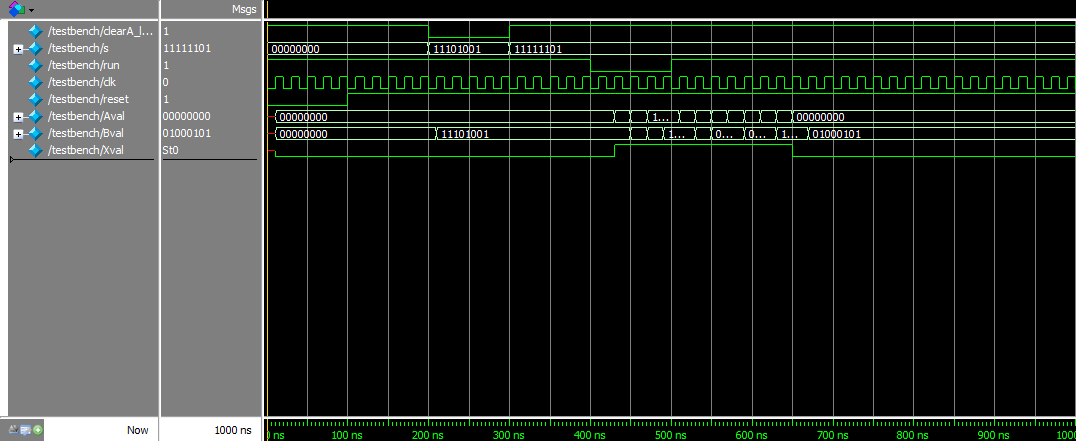 Msgs
/testbench/clearA_l... 1
/testbench/s 11111101 00000000 11101001 11111101
/testbench/run 1
/testbench/clk 0
/testbench/reset 1
/testbench/Aval 00000000 00000000 1... 00000000
/testbench/Bval 01000101 00000000 11101001 1... 0... 0... 1... 01000101
/testbench/Xval St0
Now 1000 ns 0 ns 100 ns 200 ns 300 ns 400 ns 500 ns 600 ns 700 ns 800 ns 900 ns 1000